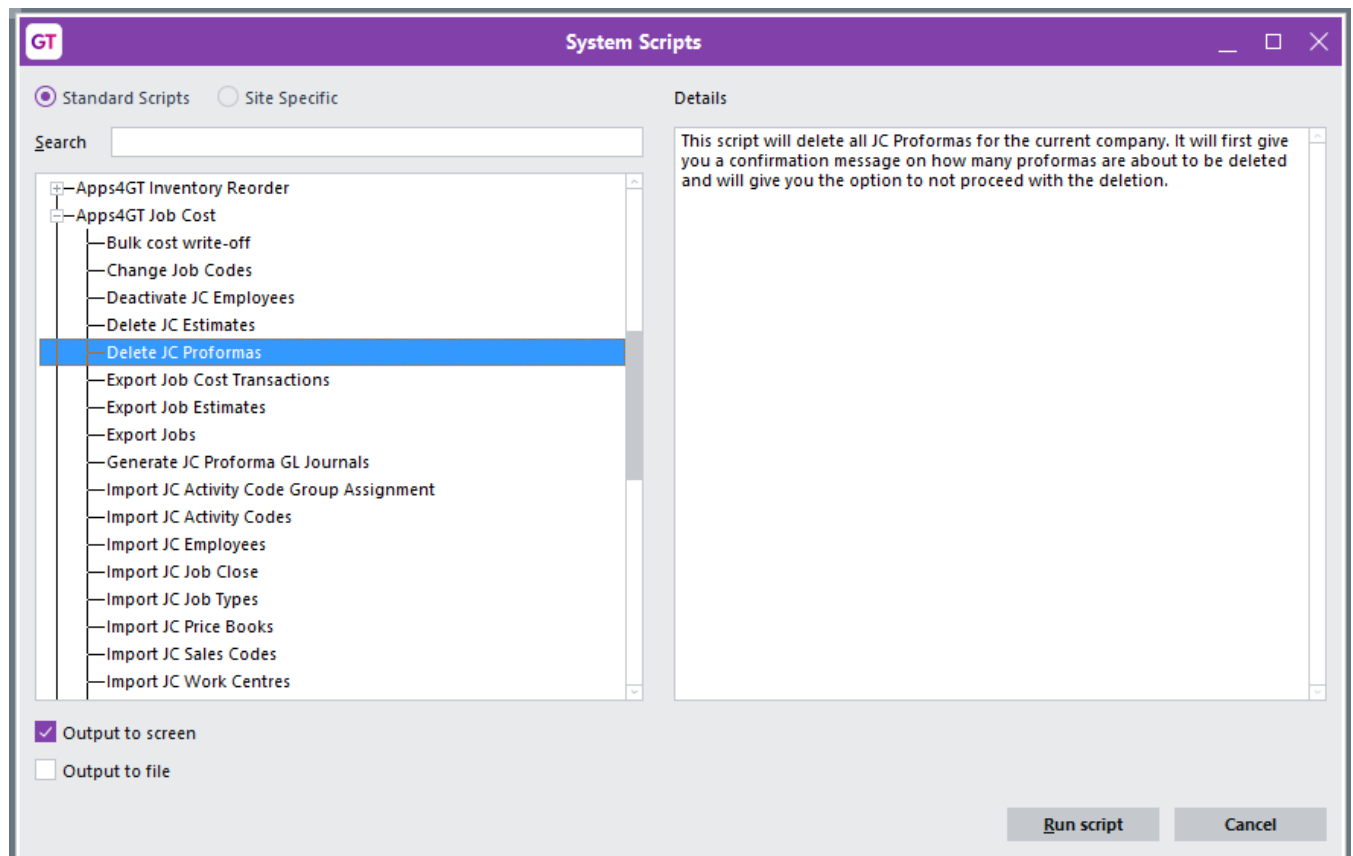 GT System Scripts
Standard Scripts Site Specific
Search
Apps4GT Inventory Reorder
Apps4GT Job Cost
Bulk cost write-off
Change Job Codes
Deactivate JC Employees
Delete JC Estimates
Delete JC Proformas
Export Job Cost Transactions
Export Job Estimates
Export Jobs
Generate JC Proforma GL Journals
Import JC Activity Code Group Assignment
Import JC Activity Codes
Import JC Employees
Import JC Job Close
Import JC Job Types
Import JC Price Books
Import JC Sales Codes
Import JC Work Centres
Details
This script will delete all JC Proformas for the current company. It will first give
you a confirmation message on how many proformas are about to be deleted
and will give you the option to not proceed with the deletion.
Output to screen
Output to file
Run script Cancel